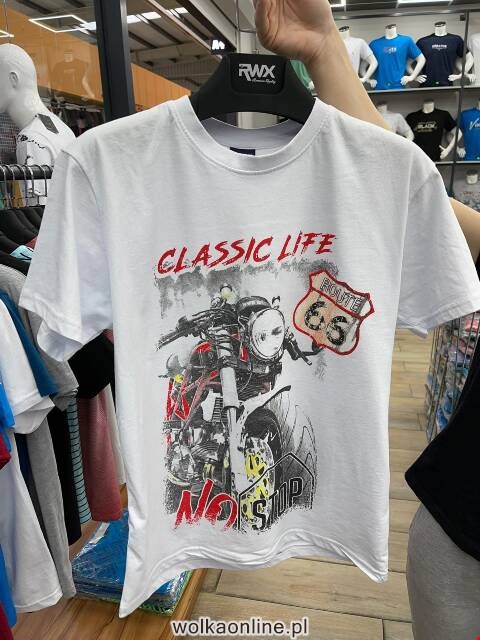 RWX
CLASSIC LIFE
ROUTE
66
NO STOP
wolkaonline.pl